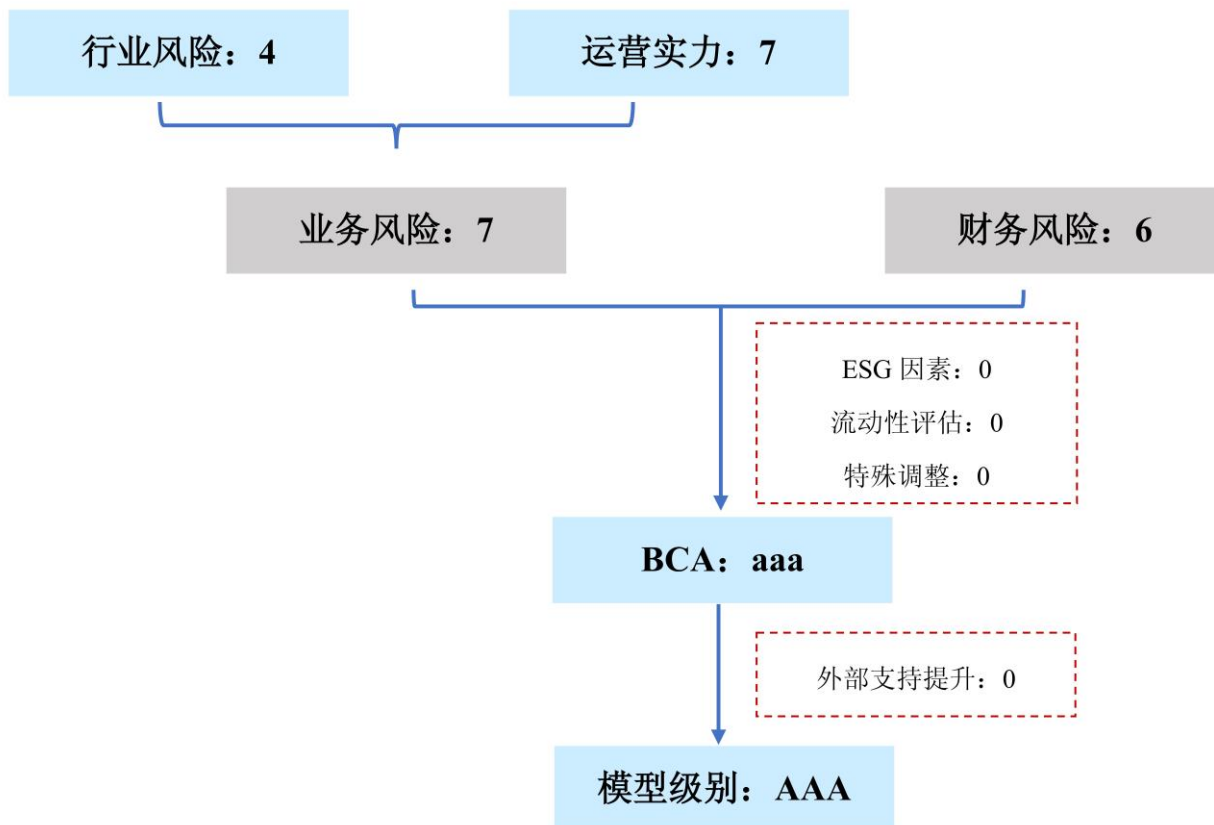 行业风险：4
运营实力：7
业务风险：7
财务风险：6
ESG 因素：0
流动性评估：0
特殊调整：0
BCA：aaa
外部支持提升：0
模型级别：AAA